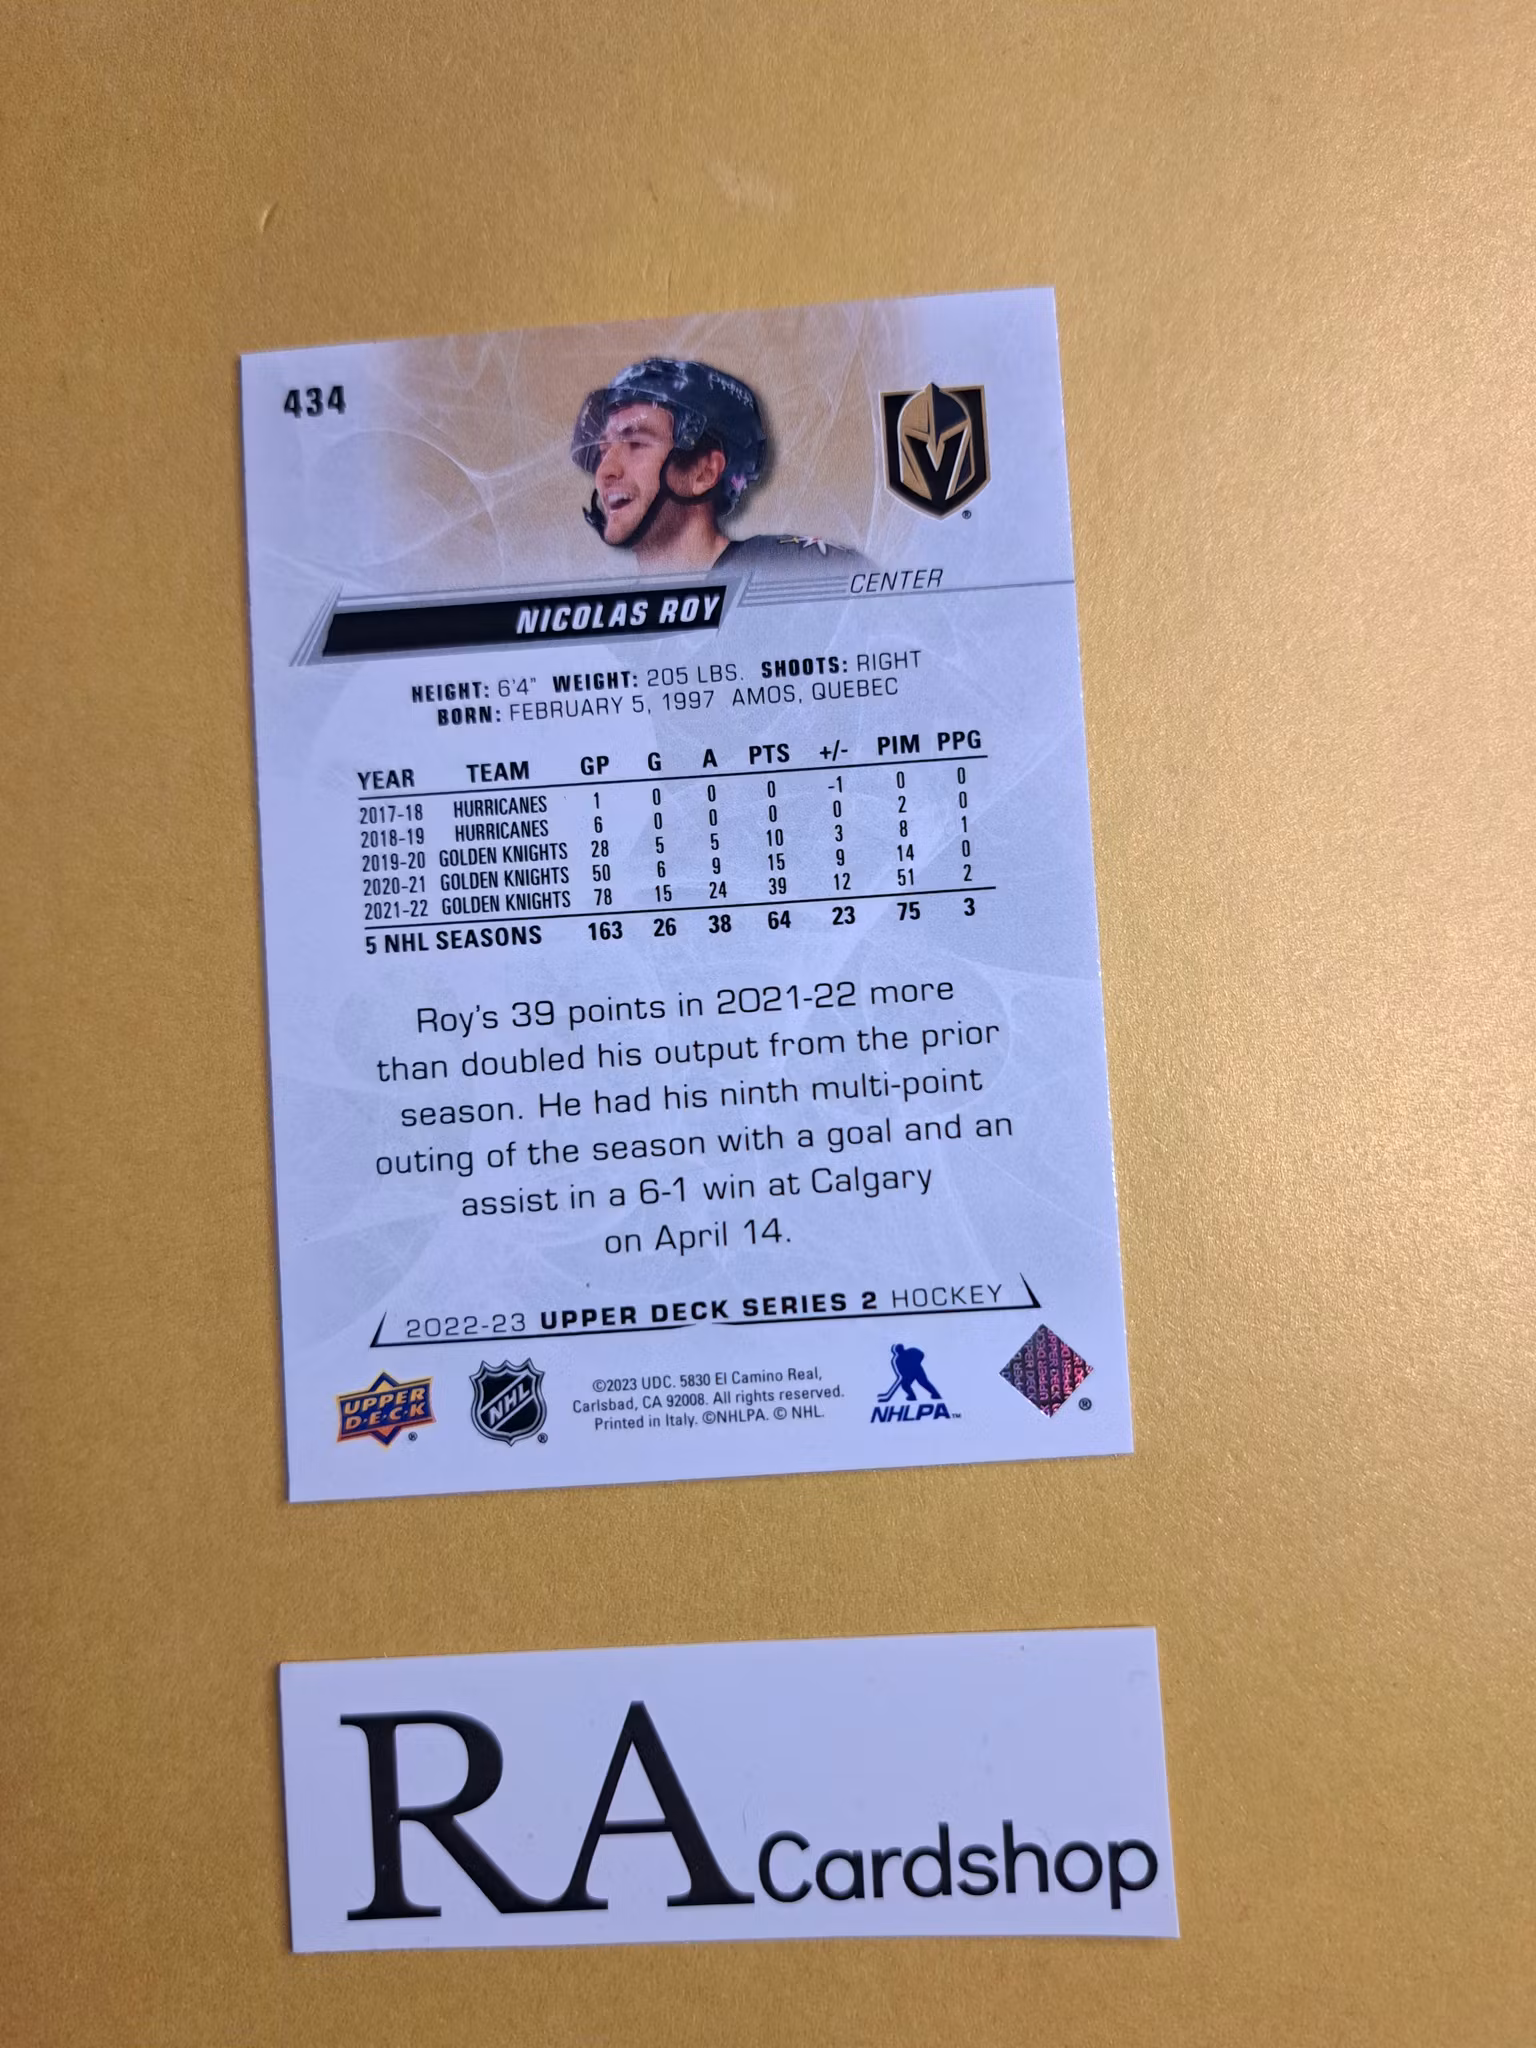 434
CENTER
NICOLAS ROY
HEIGHT: 6'4" WEIGHT: 205 LBS. SHOOTS: RIGHT
BORN: FEBRUARY 5, 1997 AMOS, QUEBEC
YEAR TEAM GP G A PTS +/- PIM PPG
2017-18 HURRICANES 1 0 0 0 -1 0 0
2018-19 HURRICANES 6 0 0 0 0 2 0
2019-20 GOLDEN KNIGHTS 28 5 5 10 3 8 1
2020-21 GOLDEN KNIGHTS 50 6 9 15 9 14 0
2021-22 GOLDEN KNIGHTS 78 15 24 39 12 51 2
5 NHL SEASONS 163 26 38 64 23 75 3
Roy's 39 points in 2021-22 more
than doubled his output from the prior
season. He had his ninth multi-point
outing of the season with a goal and an
assist in a 6-1 win at Calgary
on April 14.
2022-23 UPPER DECK SERIES 2 HOCKEY
UPPER
D·E·C·K
®
NHL
®
©2023 UDC. 5830 El Camino Real,
Carlsbad, CA 92008. All rights reserved.
Printed in Italy. ©NHLPA. © NHL.
NHLPA™
UPPER DECK
®
RA Cardshop